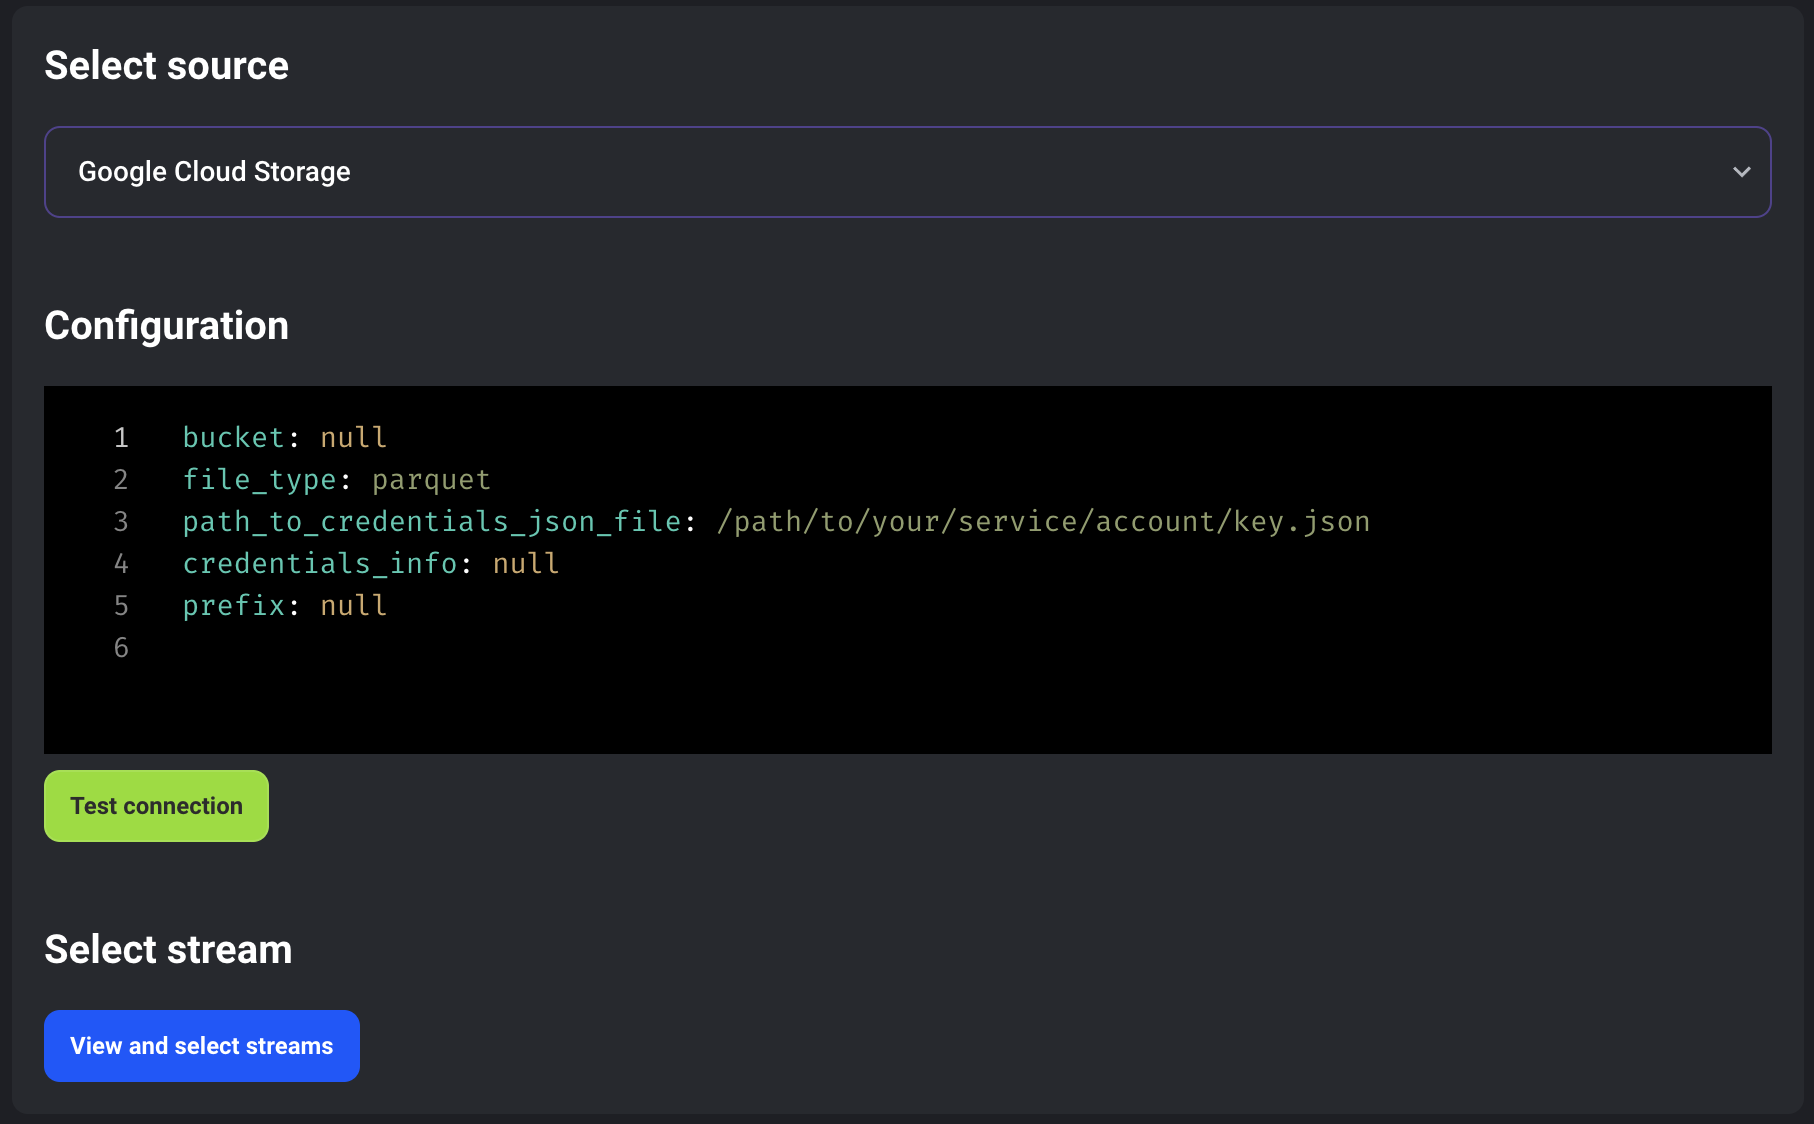 Select source
Google Cloud Storage
Configuration
1 bucket: null
2 file_type: parquet
3 path_to_credentials_json_file: /path/to/your/service/account/key.json
4 credentials_info: null
5 prefix: null
6
Test connection
Select stream
View and select streams